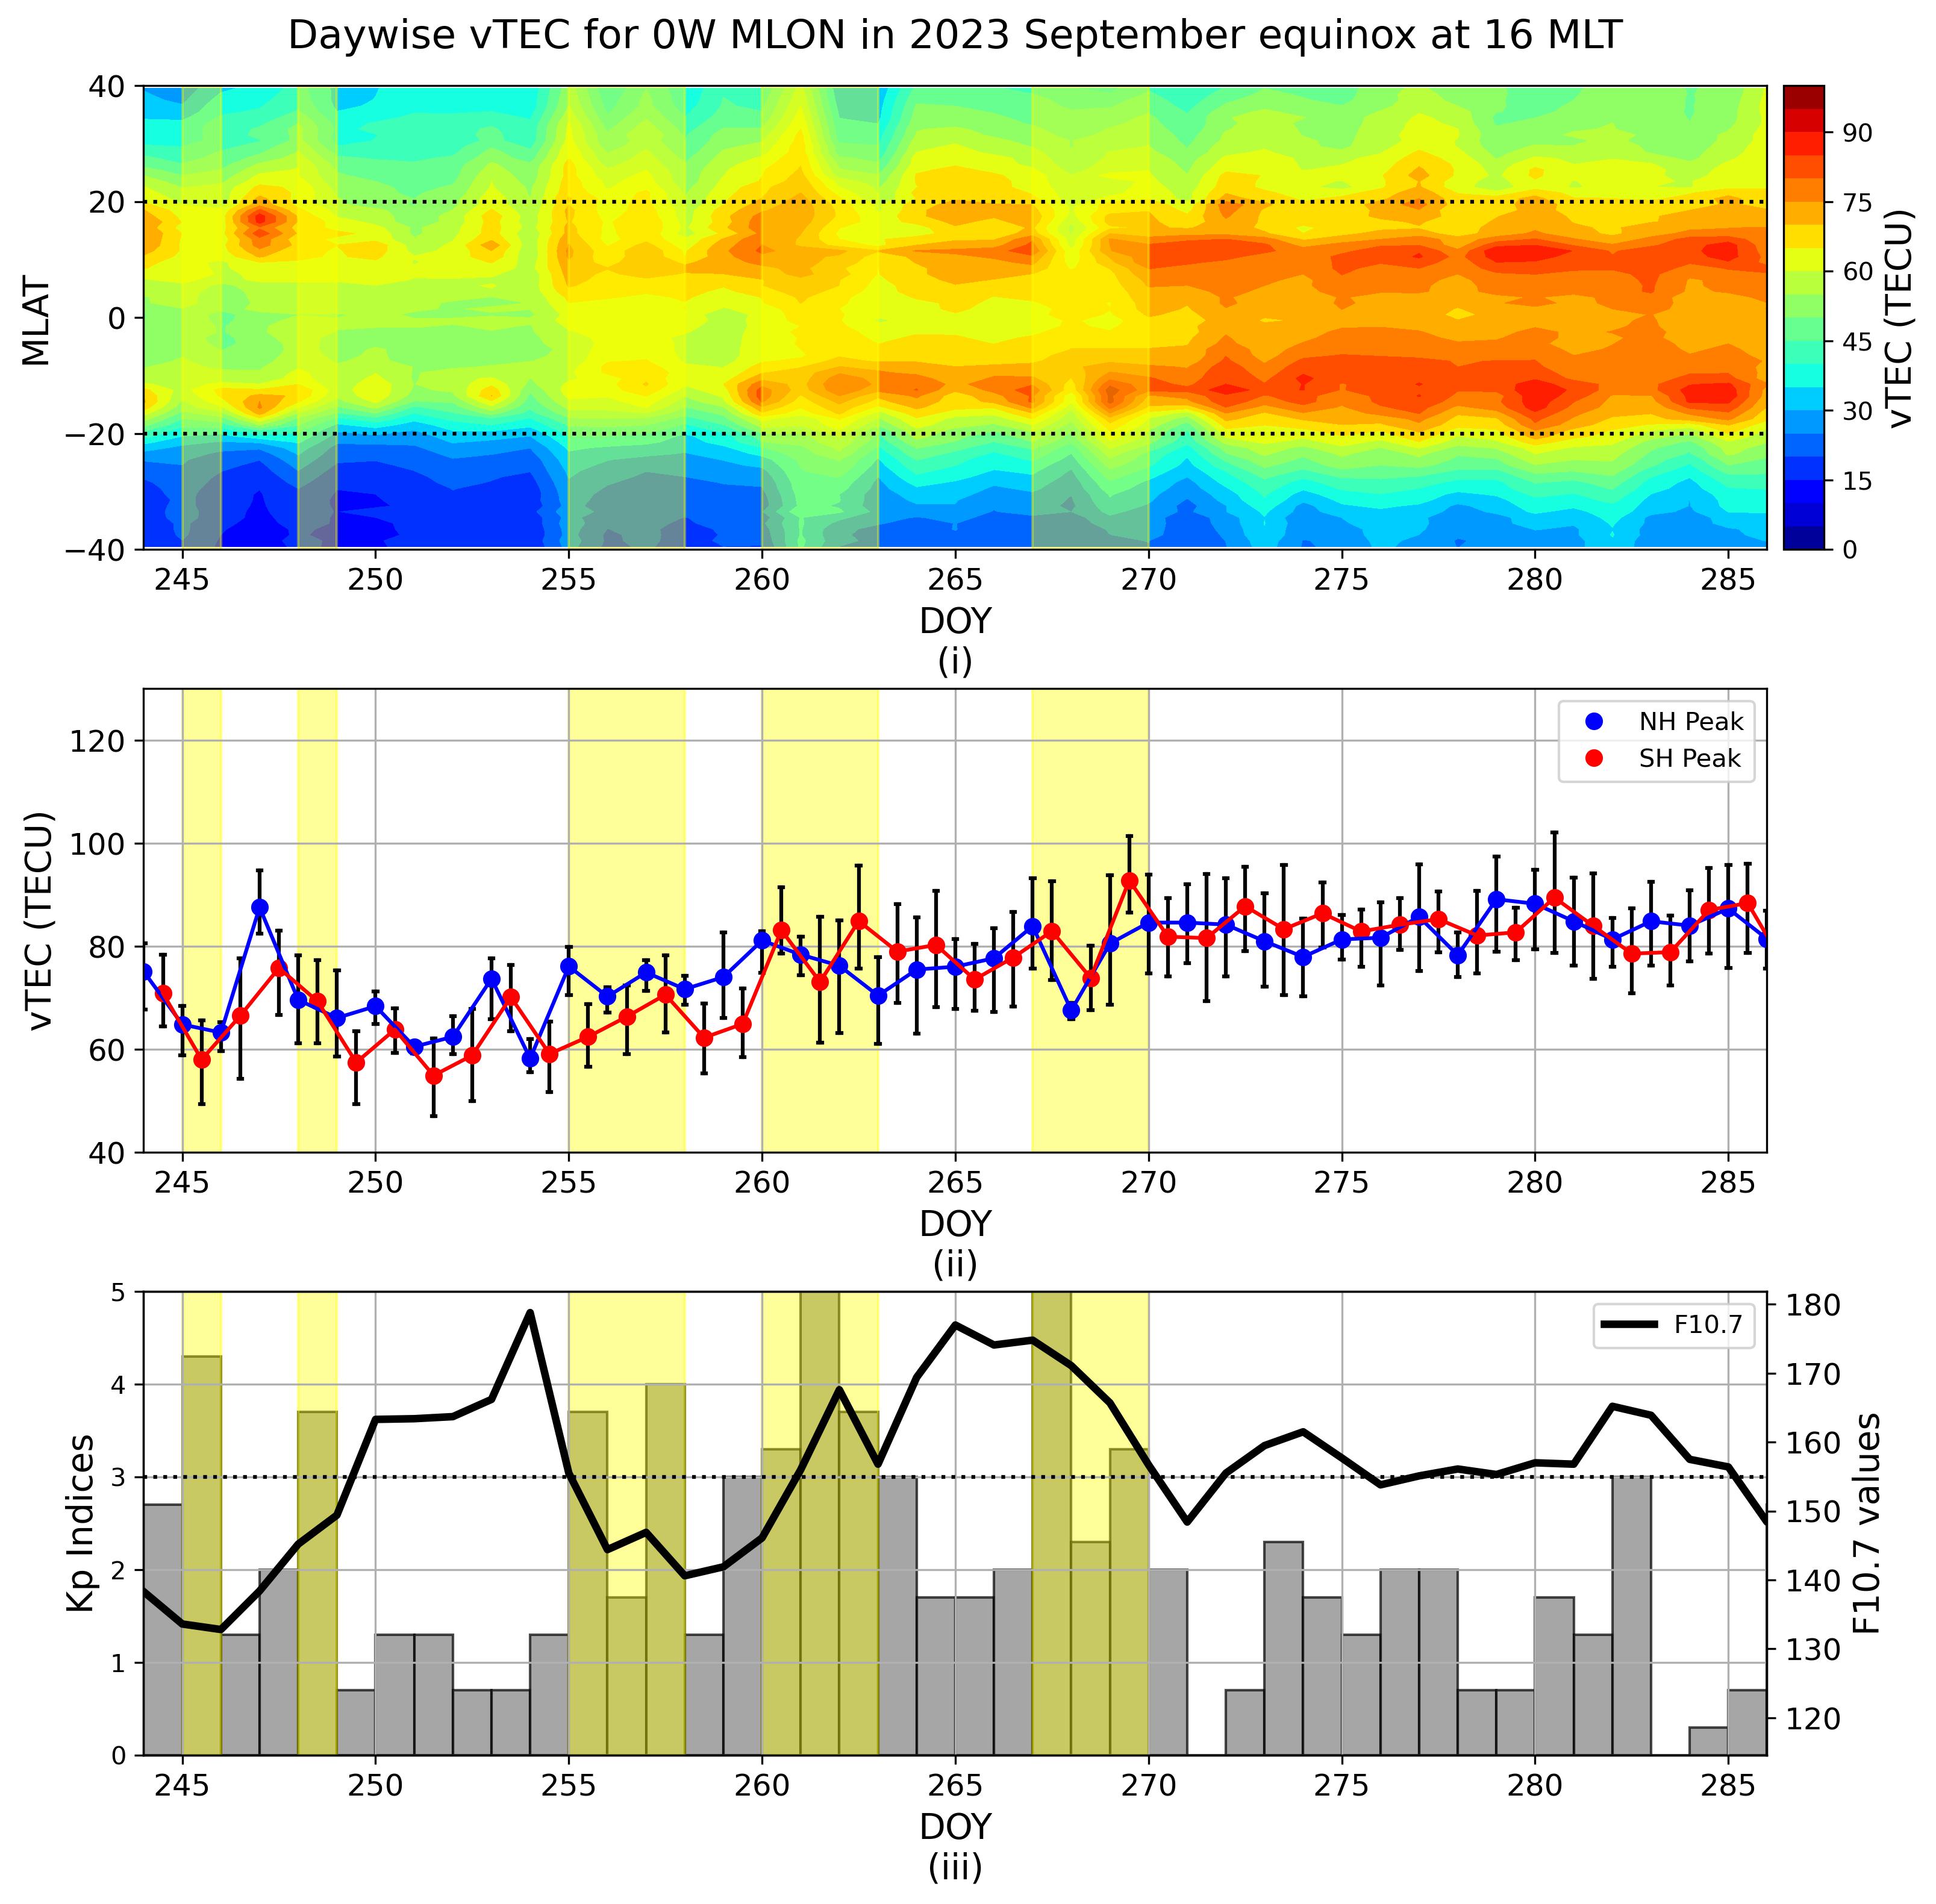 Daywise vTEC for 0W MLON in 2023 September equinox at 16 MLT
40
20
0
−20
−40
MLAT
245 250 255 260 265 270 275 280 285
DOY
(i)
90
75
60
45
30
15
0
vTEC (TECU)
120
100
80
60
40
vTEC (TECU)
NH Peak
SH Peak
245 250 255 260 265 270 275 280 285
DOY
(ii)
5
4
3
2
1
0
Kp Indices
F10.7
180
170
160
150
140
130
120
F10.7 values
245 250 255 260 265 270 275 280 285
DOY
(iii)